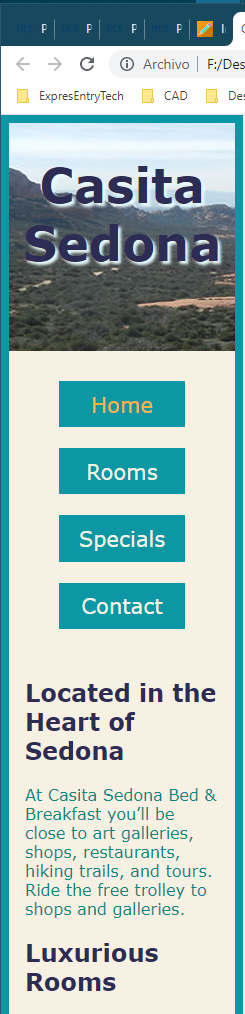 P P P P
Archivo | F:/Des
ExpresEntryTech CAD Des
Casita
Sedona
Home
Rooms
Specials
Contact
Located in the
Heart of
Sedona
At Casita Sedona Bed &
Breakfast you’ll be
close to art galleries,
shops, restaurants,
hiking trails, and tours.
Ride the free trolley to
shops and galleries.
Luxurious
Rooms